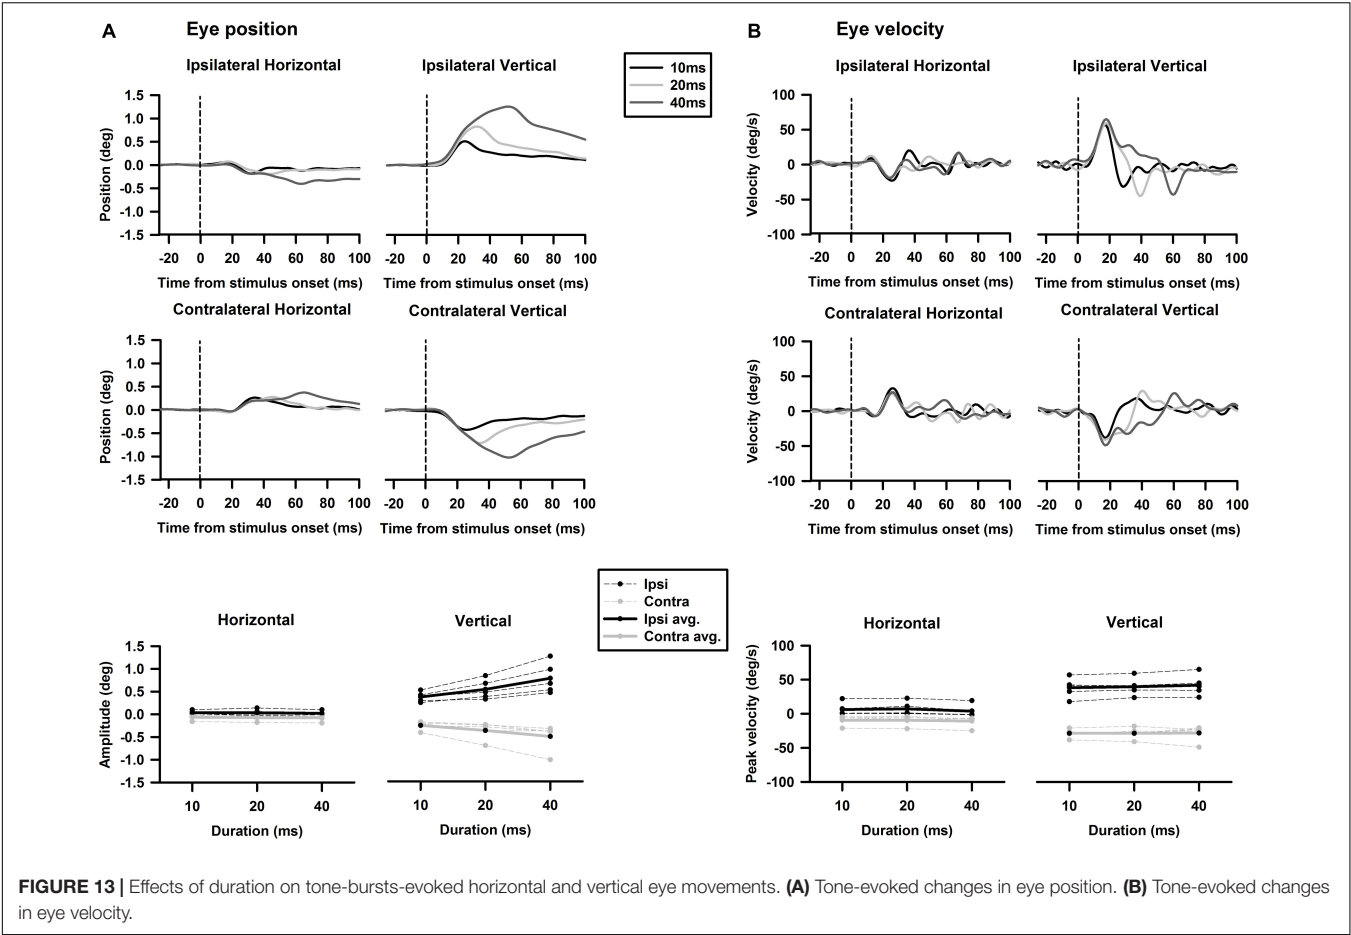 A Eye position
Ipsilateral Horizontal Ipsilateral Vertical
10ms
20ms
40ms
1.5
1.0
0.5
0.0
-0.5
-1.0
-1.5
Position (deg)
-20 0 20 40 60 80 100 -20 0 20 40 60 80 100
Time from stimulus onset (ms) Time from stimulus onset (ms)
Contralateral Horizontal Contralateral Vertical
1.5
1.0
0.5
0.0
-0.5
-1.0
-1.5
Position (deg)
-20 0 20 40 60 80 100 -20 0 20 40 60 80 100
Time from stimulus onset (ms) Time from stimulus onset (ms)
Ipsi
Contra
Ipsi avg.
Contra avg.
Horizontal Vertical
1.5
1.0
0.5
0.0
-0.5
-1.0
-1.5
Amplitude (deg)
10 20 40 10 20 40
Duration (ms) Duration (ms)
B Eye velocity
Ipsilateral Horizontal Ipsilateral Vertical
100
50
0
-50
-100
Velocity (deg/s)
-20 0 20 40 60 80 100 -20 0 20 40 60 80 100
Time from stimulus onset (ms) Time from stimulus onset (ms)
Contralateral Horizontal Contralateral Vertical
100
50
0
-50
-100
Velocity (deg/s)
-20 0 20 40 60 80 100 -20 0 20 40 60 80 100
Time from stimulus onset (ms) Time from stimulus onset (ms)
Horizontal Vertical
100
50
0
-50
-100
Peak velocity (deg/s)
10 20 40 10 20 40
Duration (ms) Duration (ms)
FIGURE 13 | Effects of duration on tone-bursts-evoked horizontal and vertical eye movements. (A) Tone-evoked changes in eye position. (B) Tone-evoked changes
in eye velocity.